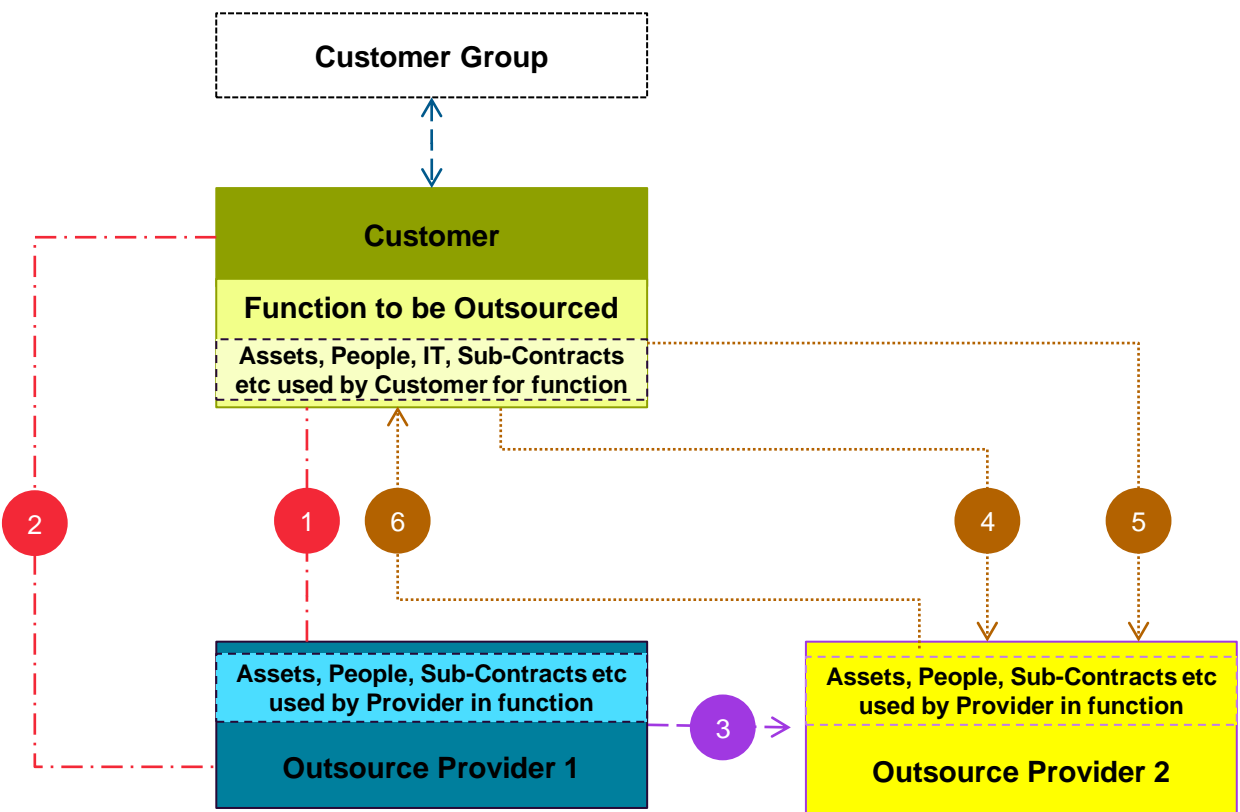 Customer Group
Customer
Function to be Outsourced
Assets, People, IT, Sub-Contracts
etc used by Customer for function
2
1
6
4
5
Assets, People, Sub-Contracts etc
used by Provider in function
Outsource Provider 1
3
Assets, People, Sub-Contracts etc
used by Provider in function
Outsource Provider 2